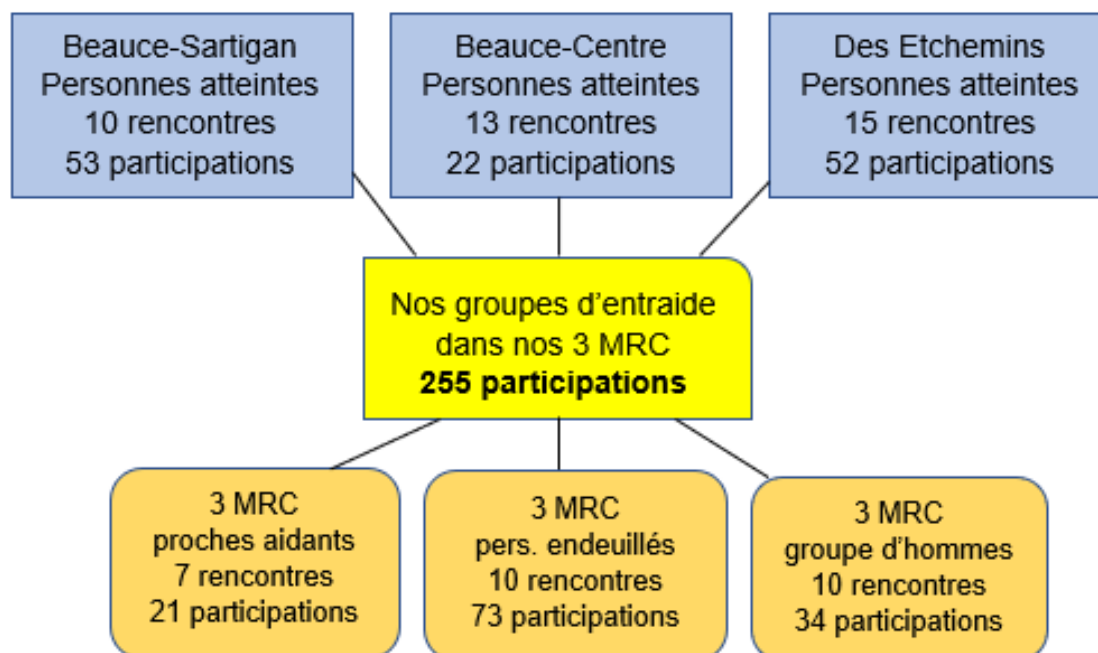 Beauce-Sartigan
Personnes atteintes
10 rencontres
53 participations
Beauce-Centre
Personnes atteintes
13 rencontres
22 participations
Des Etchemins
Personnes atteintes
15 rencontres
52 participations
Nos groupes d'entraide
dans nos 3 MRC
255 participations
3 MRC
proches aidants
7 rencontres
21 participations
3 MRC
pers. endeuillés
10 rencontres
73 participations
3 MRC
groupe d'hommes
10 rencontres
34 participations